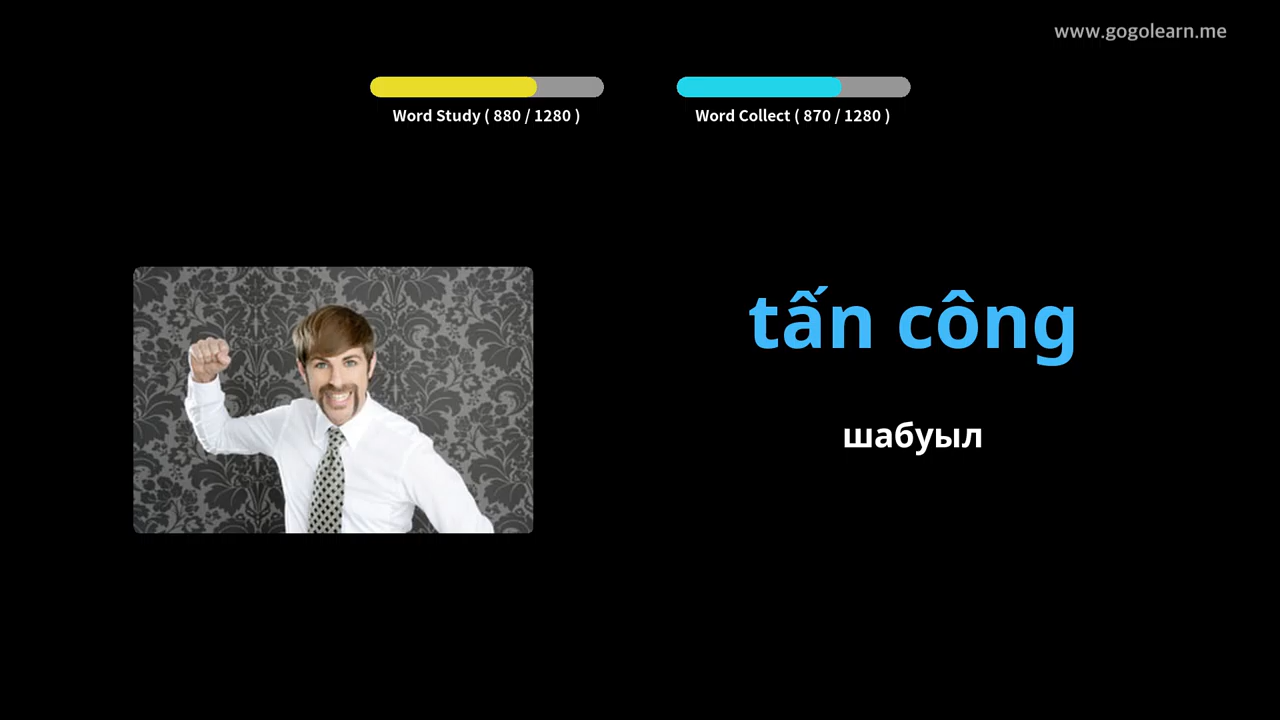 www.gogolearn.me
Word Study ( 880 / 1280 )
Word Collect ( 870 / 1280 )
tấn công
шабуыл